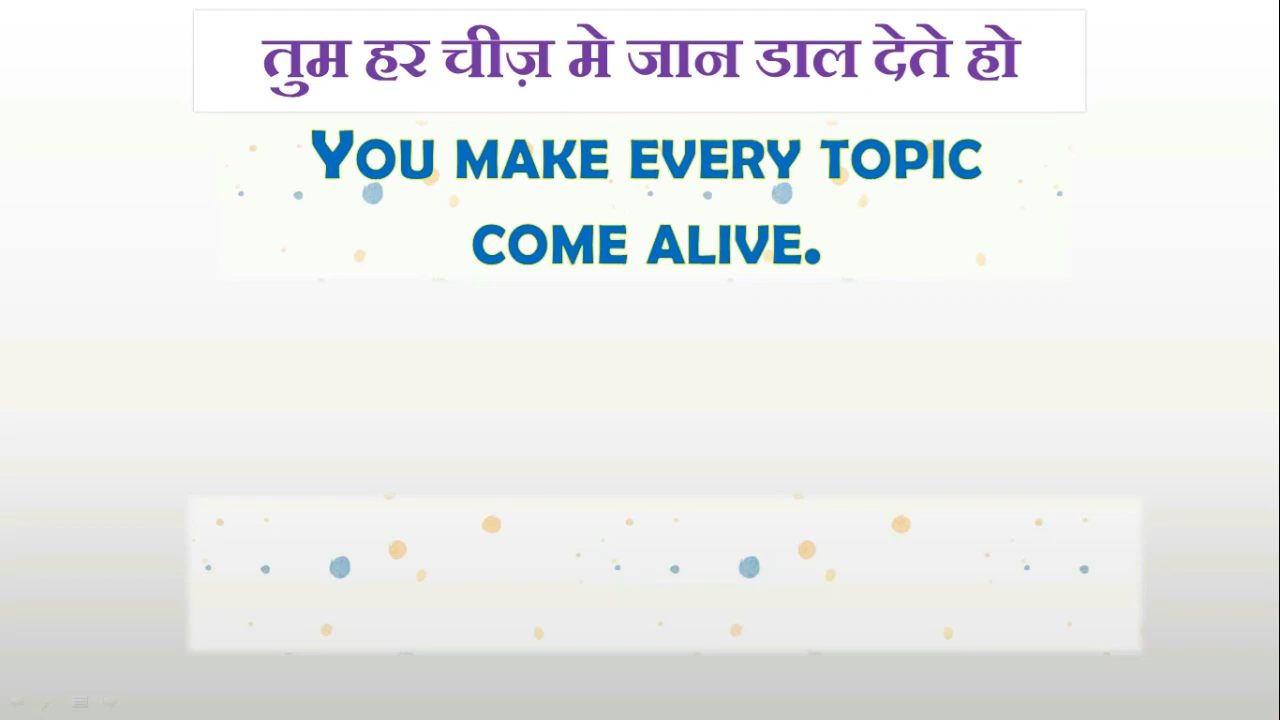 तुम हर चीज़ मे जान डाल देते हो
YOU MAKE EVERY TOPIC
COME ALIVE.